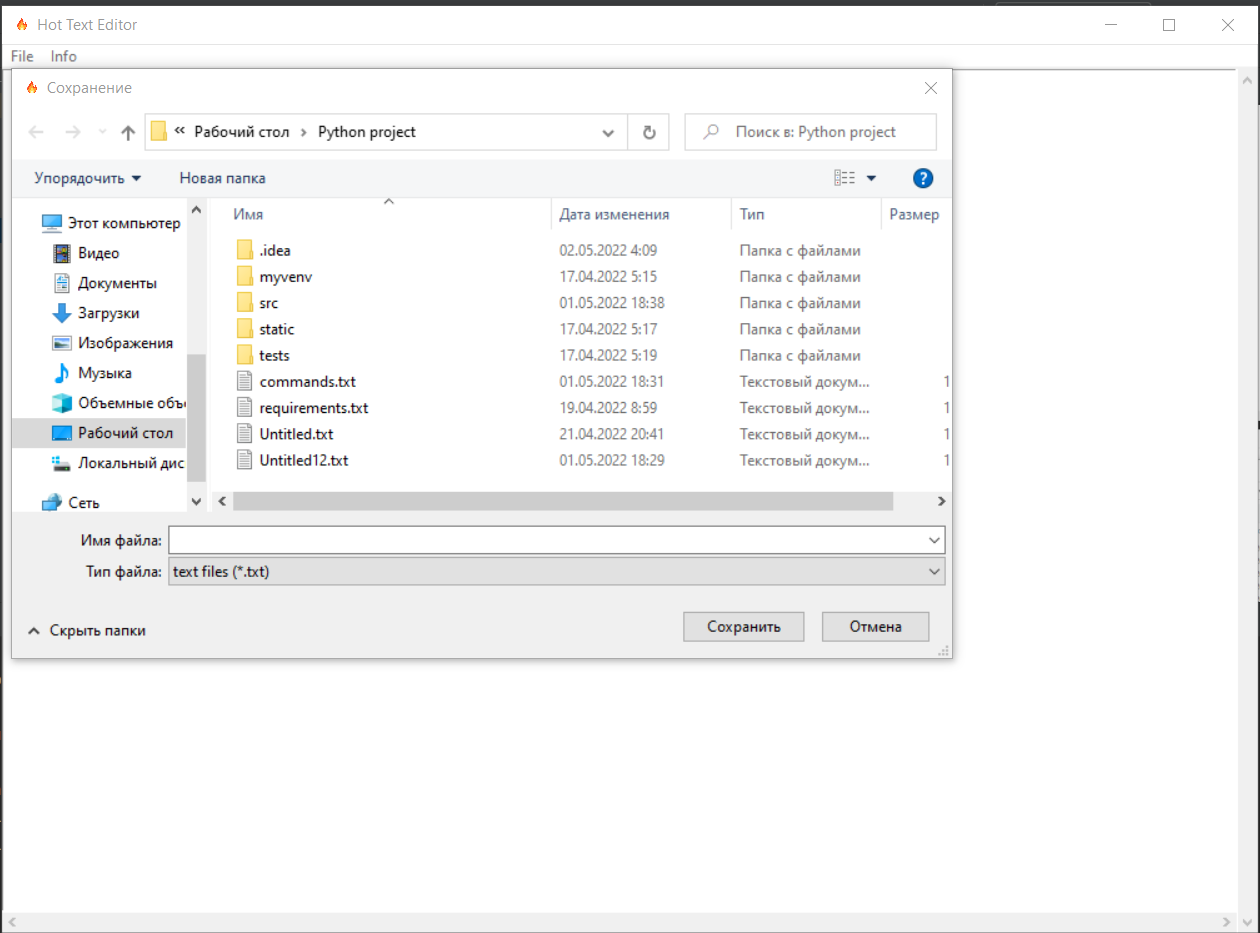 Hot Text Editor
File Info
Сохранение
« Рабочий стол › Python project
Поиск в: Python project
Упорядочить Новая папка
?
Этот компьютер
Видео
Документы
Загрузки
Изображения
Музыка
Объемные объ
Рабочий стол
Локальный дис
Сеть
Имя Дата изменения Тип Размер
.idea 02.05.2022 4:09 Папка с файлами
myvenv 17.04.2022 5:15 Папка с файлами
src 01.05.2022 18:38 Папка с файлами
static 17.04.2022 5:17 Папка с файлами
tests 17.04.2022 5:19 Папка с файлами
commands.txt 01.05.2022 18:31 Текстовый докум... 1
requirements.txt 19.04.2022 8:59 Текстовый докум... 1
Untitled.txt 21.04.2022 20:41 Текстовый докум... 1
Untitled12.txt 01.05.2022 18:29 Текстовый докум... 1
Имя файла:
Тип файла: text files (*.txt)
Скрыть папки
Сохранить Отмена